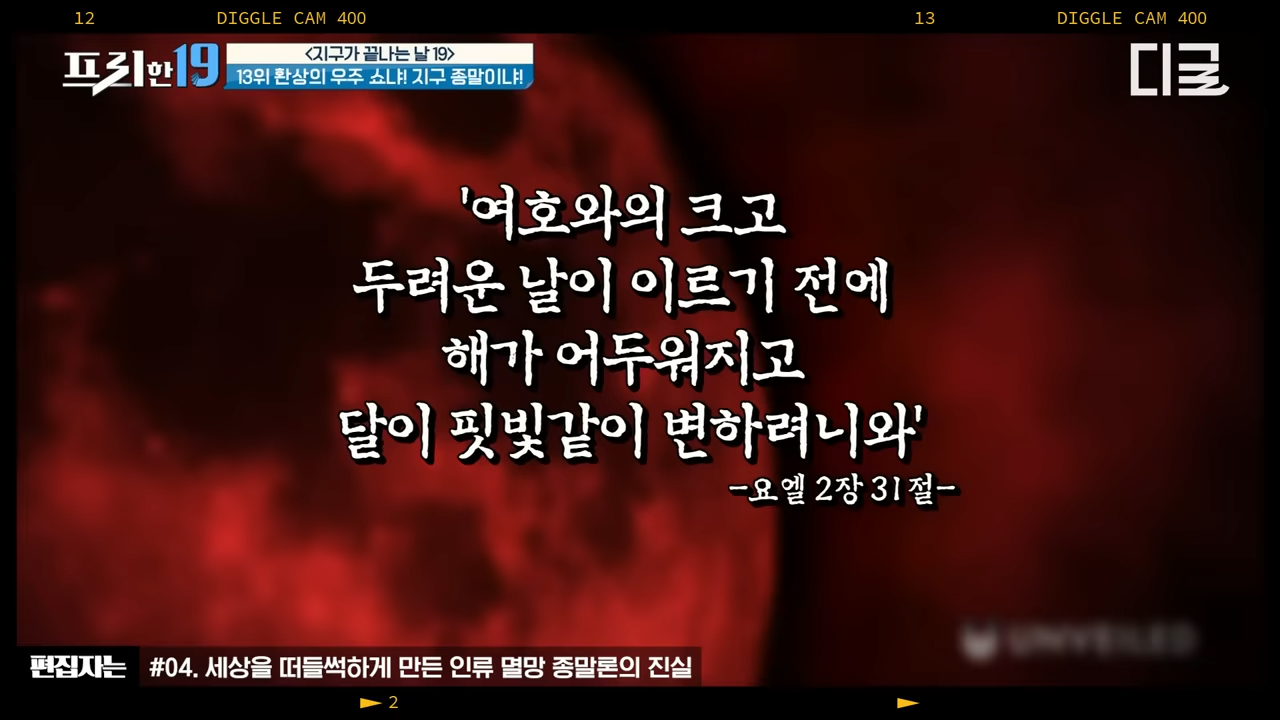 12 DIGGLE CAM 400 13 DIGGLE CAM 400
프리한19
<지구가 끝나는 날 19>
13위 환상의 우주 쇼냐! 지구 종말이냐!
디글
'여호와의 크고
두려운 날이 이르기 전에
해가 어두워지고
달이 핏빛같이 변하려니와'
-요엘 2장 31절-
UNVEILED
편집자는 #04. 세상을 떠들썩하게 만든 인류 멸망 종말론의 진실
2